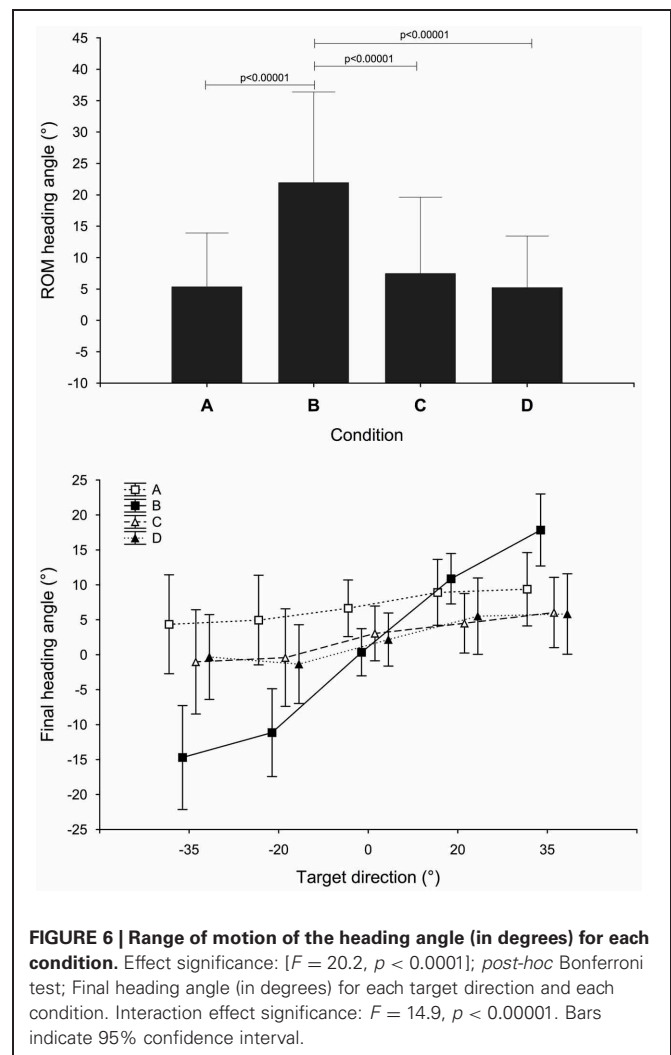 p<0.00001
p<0.00001
p<0.00001
45
40
35
30
25
20
15
10
5
0
-5
-10
ROM heading angle (°)
A B C D
Condition
A
B
C
D
25
20
15
10
5
0
-5
-10
-15
-20
-25
Final heading angle (°)
-35 -20 0 20 35
Target direction (°)
FIGURE 6 | Range of motion of the heading angle (in degrees) for each
condition. Effect significance: [F = 20.2, p < 0.0001]; post-hoc Bonferroni
test; Final heading angle (in degrees) for each target direction and each
condition. Interaction effect significance: F = 14.9, p < 0.00001. Bars
indicate 95% confidence interval.